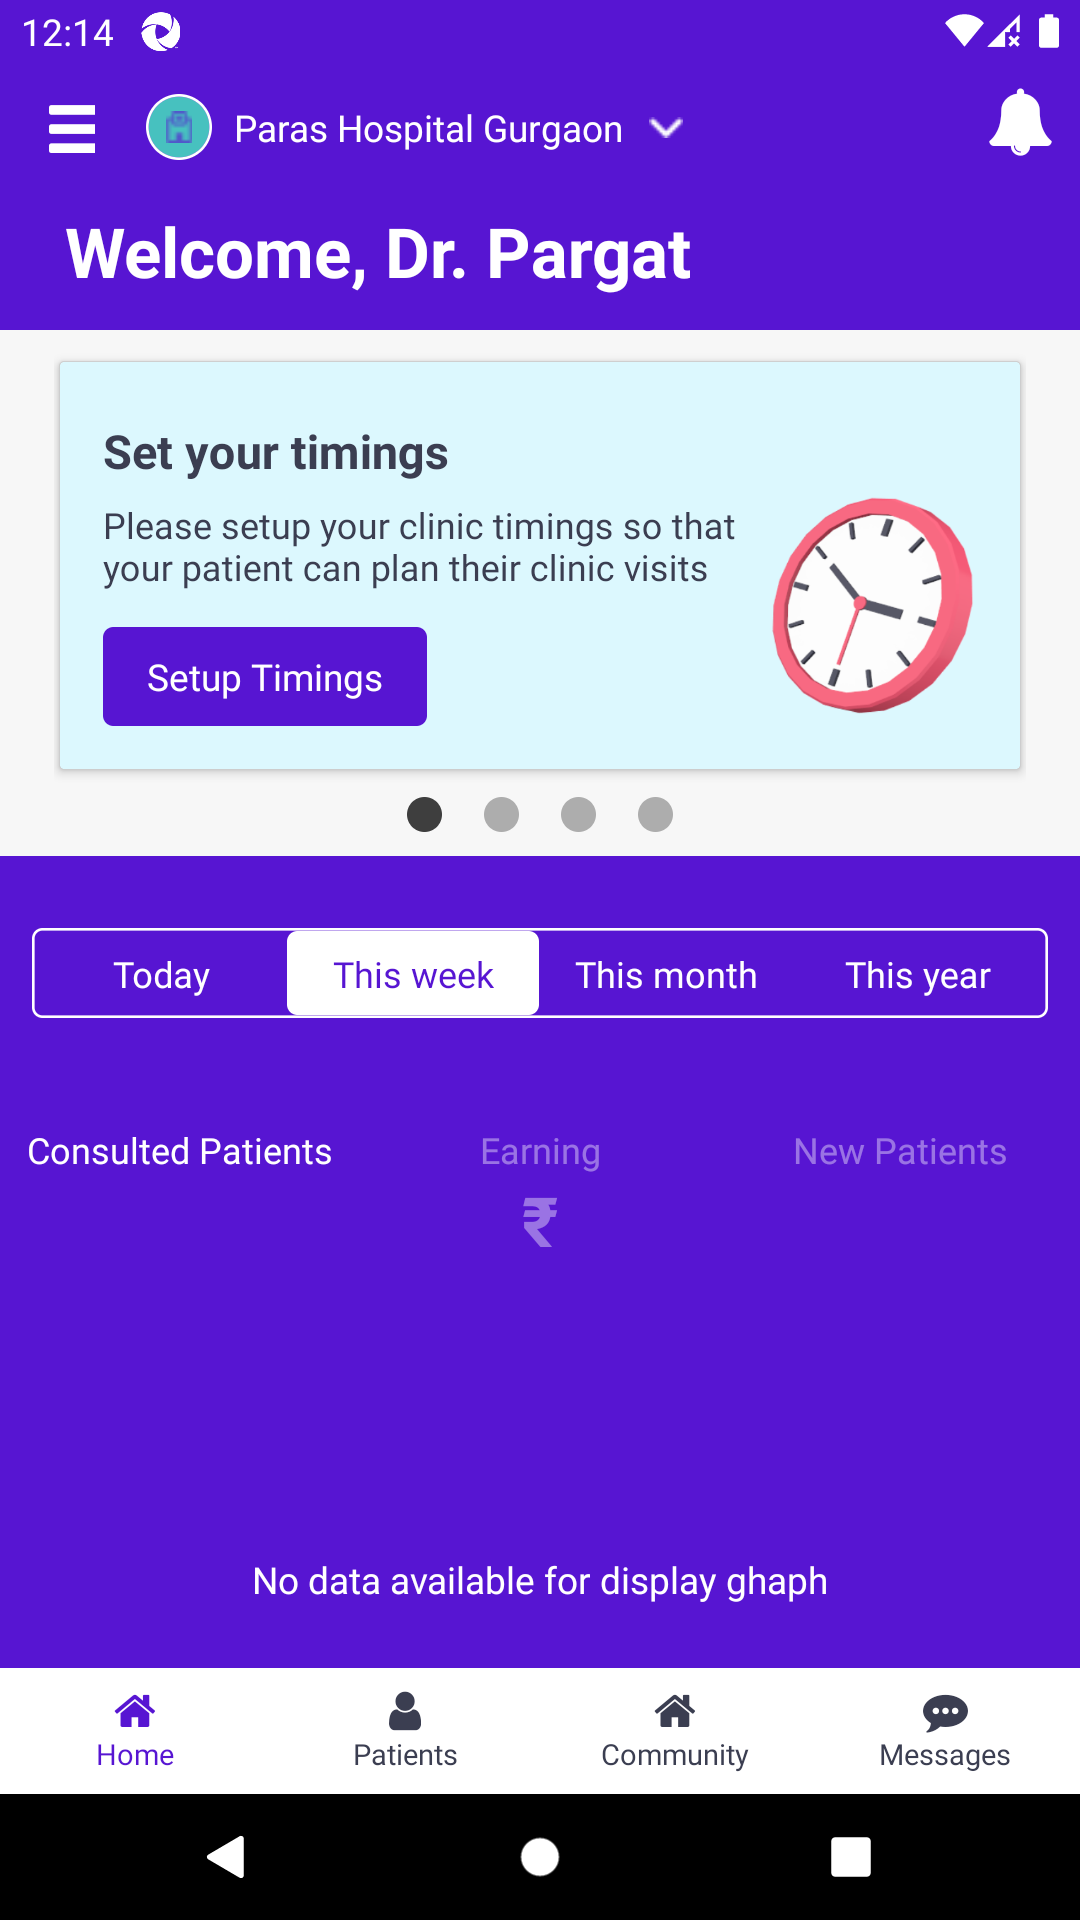 12:14
Paras Hospital Gurgaon
Welcome, Dr. Pargat
Set your timings
Please setup your clinic timings so that
your patient can plan their clinic visits
Setup Timings
Today This week This month This year
Consulted Patients Earning New Patients
₹
No data available for display ghaph
Home Patients Community Messages